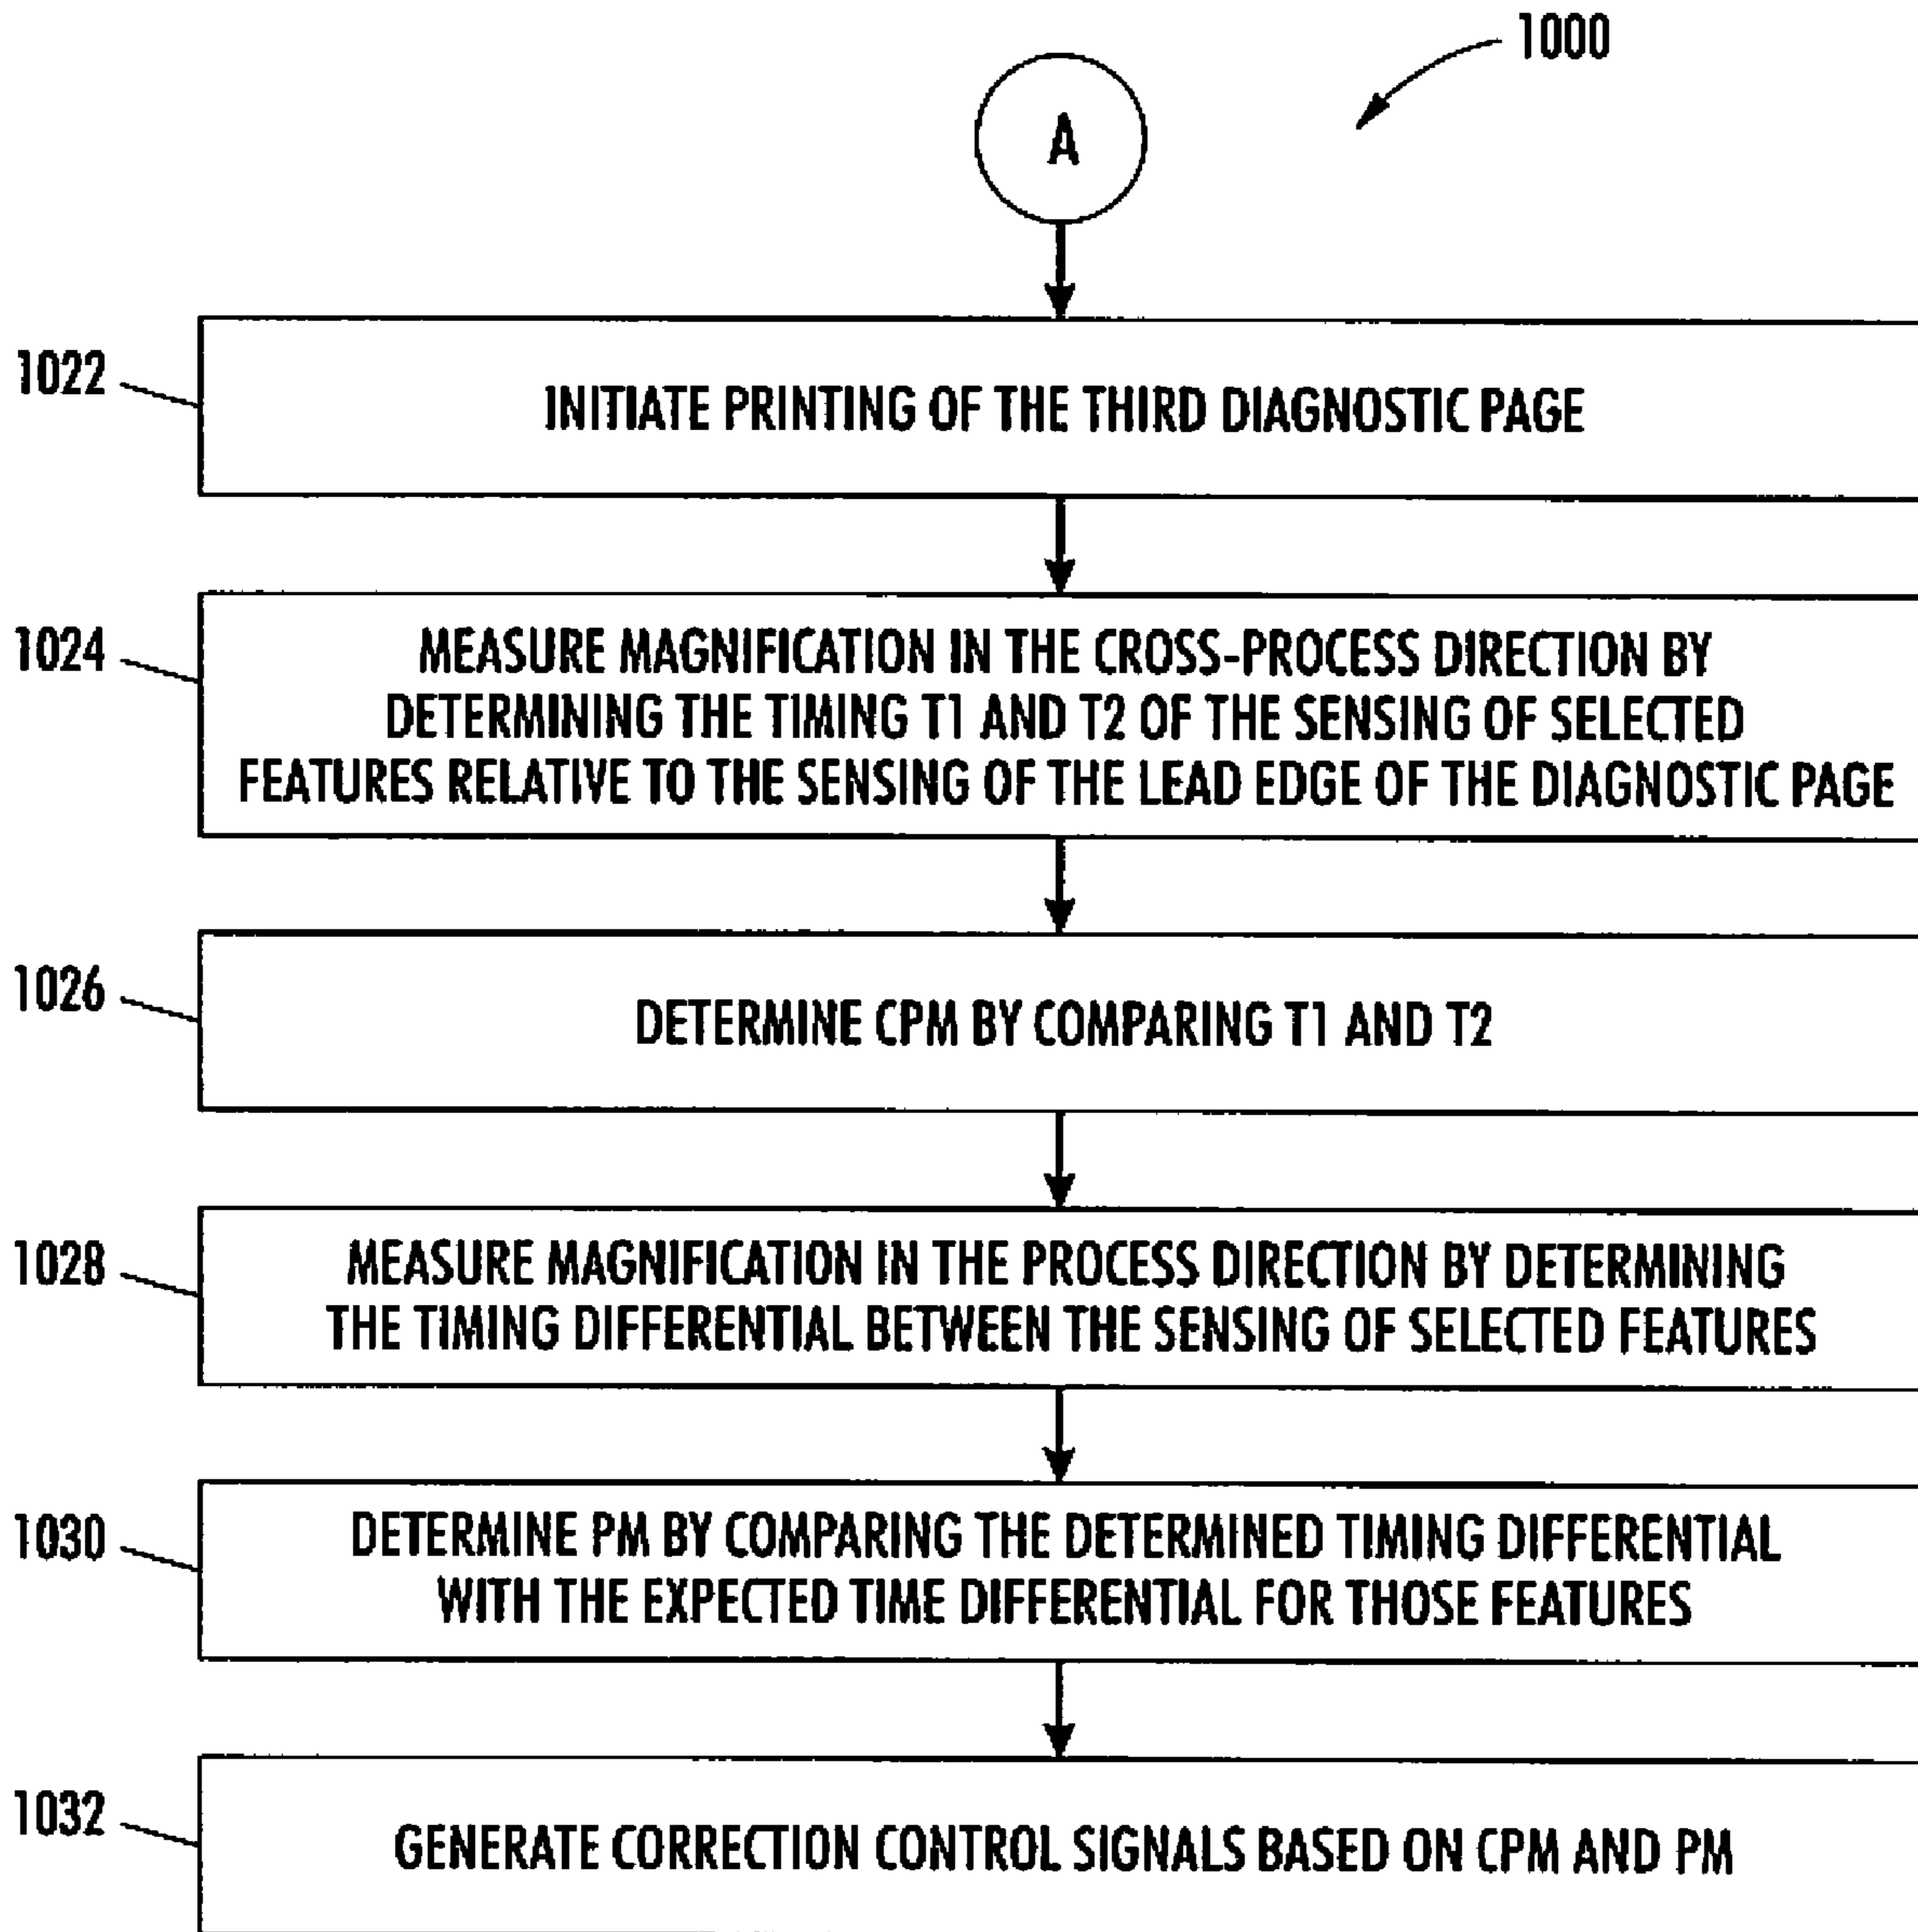 1000
A
1022
INITIATE PRINTING OF THE THIRD DIAGNOSTIC PAGE
1024
MEASURE MAGNIFICATION IN THE CROSS-PROCESS DIRECTION BY
DETERMINING THE TIMING T1 AND T2 OF THE SENSING OF SELECTED
FEATURES RELATIVE TO THE SENSING OF THE LEAD EDGE OF THE DIAGNOSTIC PAGE
1026
DETERMINE CPM BY COMPARING T1 AND T2
1028
MEASURE MAGNIFICATION IN THE PROCESS DIRECTION BY DETERMINING
THE TIMING DIFFERENTIAL BETWEEN THE SENSING OF SELECTED FEATURES
1030
DETERMINE PM BY COMPARING THE DETERMINED TIMING DIFFERENTIAL
WITH THE EXPECTED TIME DIFFERENTIAL FOR THOSE FEATURES
1032
GENERATE CORRECTION CONTROL SIGNALS BASED ON CPM AND PM